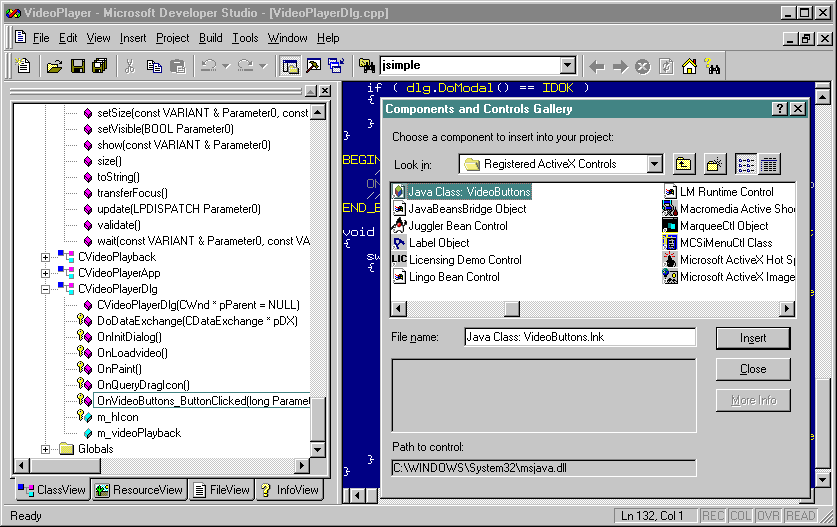 VideoPlayer - Microsoft Developer Studio - [VideoPlayerDlg.cpp]
File Edit View Insert Project Build Tools Window Help
jsimple
setSize(const VARIANT & Parameter0, const
setVisible(BOOL Parameter0)
show(const VARIANT & Parameter0)
size()
toString()
transferFocus()
update(LPDISPATCH Parameter0)
validate()
wait(const VARIANT & Parameter0, const VA
CVideoPlayback
CVideoPlayerApp
CVideoPlayerDlg
CVideoPlayerDlg(CWnd * pParent = NULL)
DoDataExchange(CDataExchange * pDX)
OnInitDialog()
OnLoadvideo()
OnPaint()
OnQueryDragIcon()
OnVideoButtons_ButtonClicked(long Paramet
m_hIcon
m_videoPlayback
Globals
ClassView ResourceView FileView InfoView
if ( dlg.DoModal() == IDOK )
{
}
}
BEGIN
//
ON
//
END_E
void
{
sw
{
}
}
Components and Controls Gallery
Choose a component to insert into your project:
Look in: Registered ActiveX Controls
Java Class: VideoButtons
JavaBeansBridge Object
Juggler Bean Control
Label Object
LIC Licensing Demo Control
Lingo Bean Control
LM Runtime Control
Macromedia Active Shoc
MarqueeCtl Object
MCSiMenuCtl Class
Microsoft ActiveX Hot Sp
Microsoft ActiveX Image
File name: Java Class: VideoButtons.lnk
Insert
Close
More Info
Path to control:
C:\WINDOWS\System32\msjava.dll
Ready
Ln 132, Col 1 REC COL OVR READ